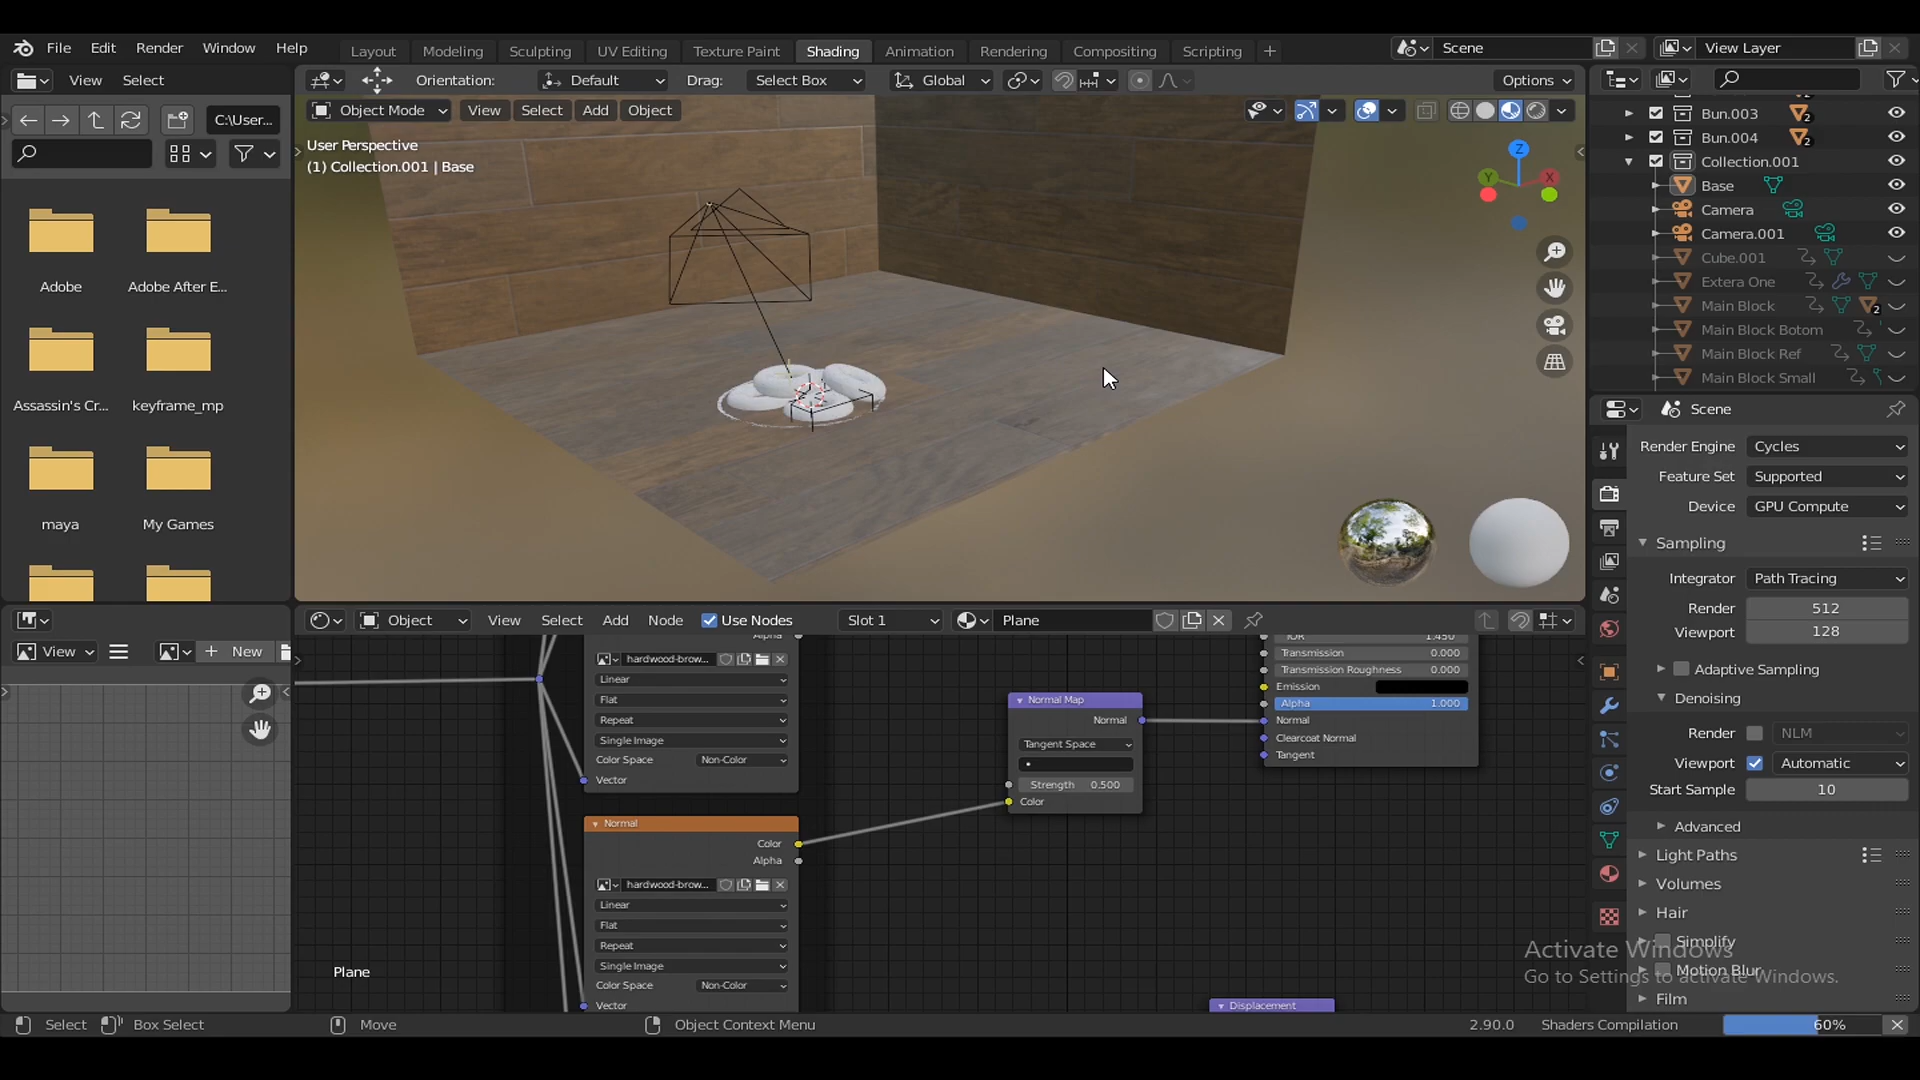 File Edit Render Window Help
Layout Modeling Sculpting UV Editing Texture Paint Shading Animation Rendering Compositing Scripting +
Scene
View Layer
View Select
Orientation: Default Drag: Select Box Global Options
C:\User...
Object Mode View Select Add Object
User Perspective
(1) Collection.001 | Base
Z
Y
X
Adobe
Adobe After E...
Assassin's Cr...
keyframe_mp
maya
My Games
Bun.003 2
Bun.004 2
Collection.001
Base
Camera
Camera.001
Cube.001
Extera One
Main Block 2
Main Block Botom
Main Block Ref
Main Block Small
Scene
Render Engine Cycles
Feature Set Supported
Device GPU Compute
Sampling
Integrator Path Tracing
Render 512
Viewport 128
Adaptive Sampling
Denoising
Render NLM
Viewport Automatic
Start Sample 10
Advanced
Light Paths
Volumes
Hair
Simplify
Motion Blur
Film
Activate Windows
Go to Settings to activate Windows.
View + New
Object View Select Add Node Use Nodes Slot 1 Plane
Alpha
hardwood-brow...
Linear
Flat
Repeat
Single Image
Color Space Non-Color
Vector
Normal
Color
Alpha
hardwood-brow...
Linear
Flat
Repeat
Single Image
Color Space Non-Color
Vector
Normal Map
Normal
Tangent Space
Strength 0.500
Color
IOR 1.450
Transmission 0.000
Transmission Roughness 0.000
Emission
Alpha 1.000
Normal
Clearcoat Normal
Tangent
Displacement
Plane
Select Box Select Move Object Context Menu 2.90.0 Shaders Compilation 60%